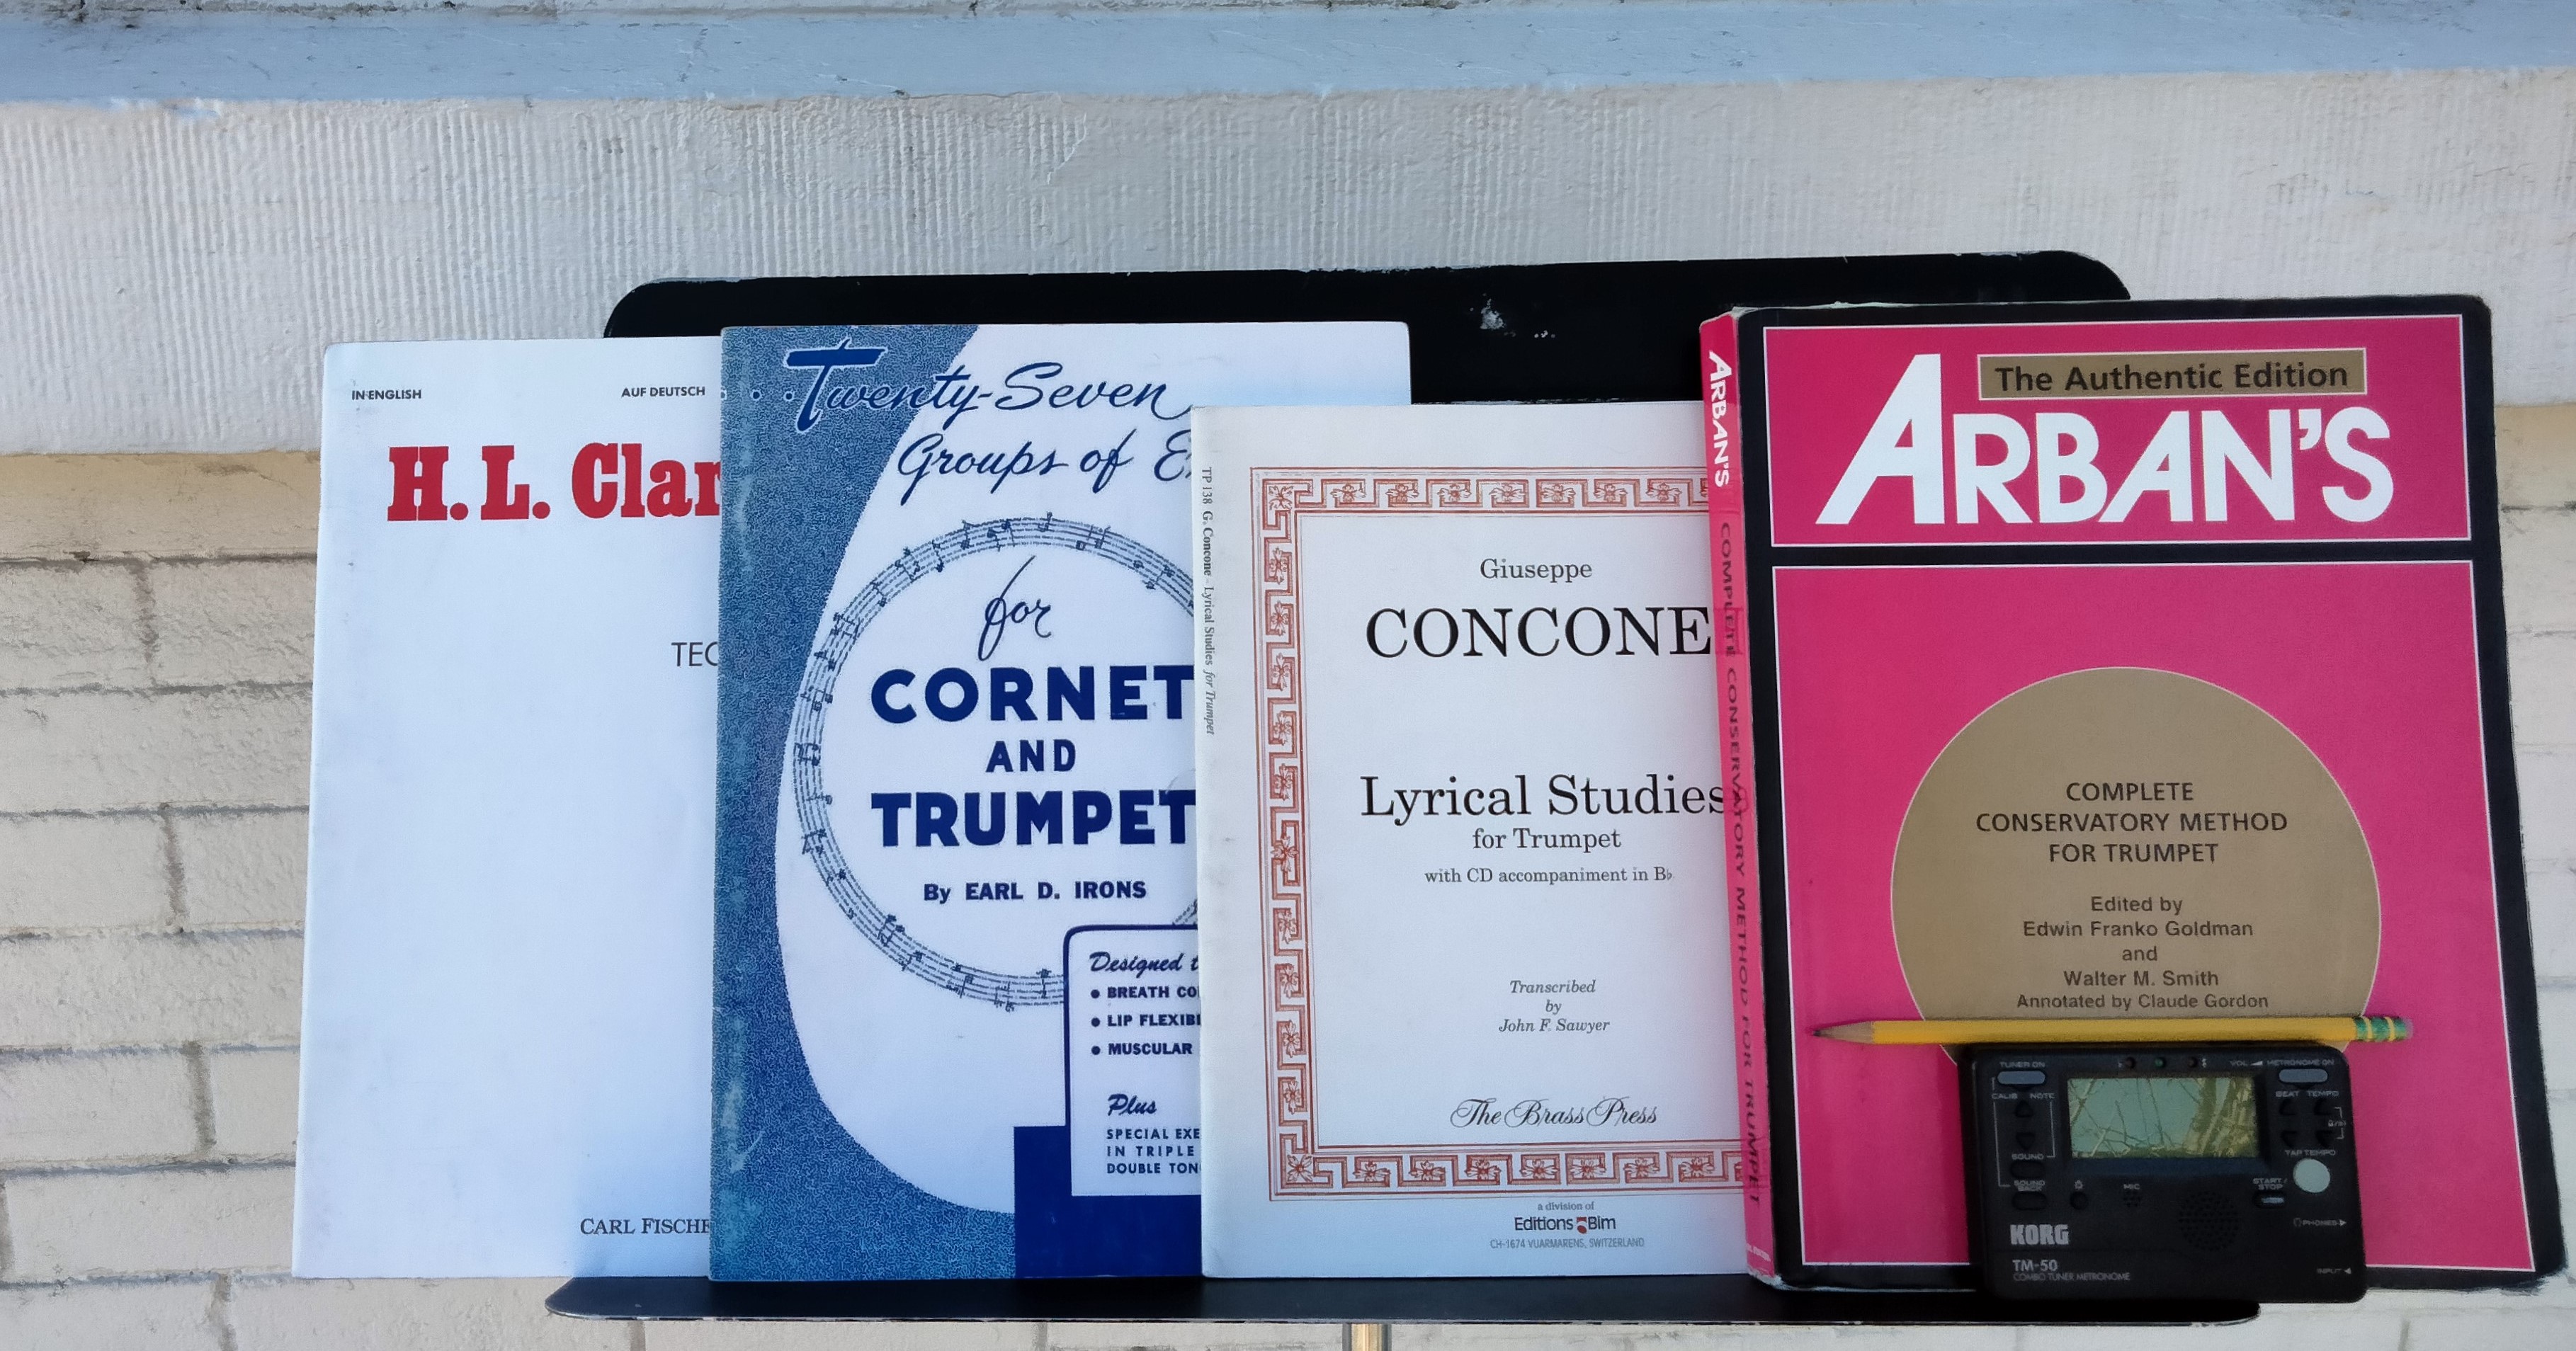 IN ENGLISH
AUF DEUTSCH
H. L. Clar
TEC
CARL FISCHE
Twenty-Seven
Groups of E
for
CORNET
AND
TRUMPET
By EARL D. IRONS
Designed t
• BREATH CO
• LIP FLEXIBI
• MUSCULAR
Plus
SPECIAL EXE
IN TRIPLE
DOUBLE TON
TP 138 G. Concone - Lyrical Studies for Trumpet
Giuseppe
CONCONE
Lyrical Studies
for Trumpet
with CD accompaniment in B♭
Transcribed
by
John F. Sawyer
The Brass Press
a division of
Editions Bim
CH-1674 VUARMARENS, SWITZERLAND
ARBAN'S COMPLETE CONSERVATORY METHOD FOR TRUMPET
The Authentic Edition
ARBAN'S
COMPLETE
CONSERVATORY METHOD
FOR TRUMPET
Edited by
Edwin Franko Goldman
and
Walter M. Smith
Annotated by Claude Gordon
TUNER ON
VOL
METRONOME ON
CALIB
NOTE
BEAT
TEMPO
SOUND
TAP TEMPO
SOUND
BACK
MIC
START/
STOP
PHONES
KORG
TM-50
COMBO TUNER METRONOME
INPUT